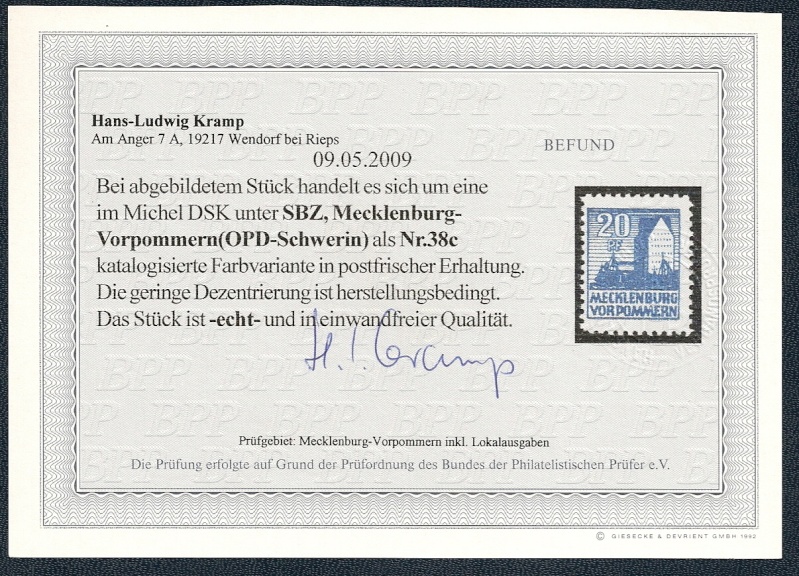 Hans-Ludwig Kramp
Am Anger 7 A, 19217 Wendorf bei Rieps
09.05.2009
BEFUND
Bei abgebildetem Stück handelt es sich um eine
im Michel DSK unter SBZ, Mecklenburg-
Vorpommern(OPD-Schwerin) als Nr.38c
katalogisierte Farbvariante in postfrischer Erhaltung.
Die geringe Dezentrierung ist herstellungsbedingt.
Das Stück ist -echt- und in einwandfreier Qualität.
20
PF
MECKLENBURG
VORPOMMERN
H. L. Kramp
Prüfgebiet: Mecklenburg-Vorpommern inkl. Lokalausgaben
Die Prüfung erfolgte auf Grund der Prüfordnung des Bundes der Philatelistischen Prüfer e.V.
© GIESECKE & DEVRIENT GMBH 1992